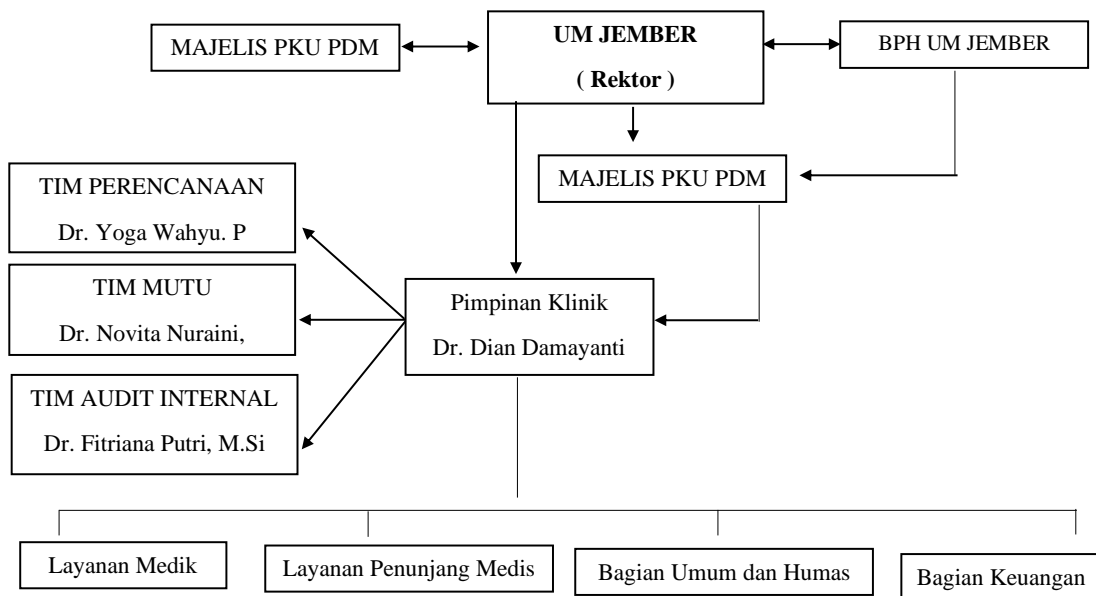 MAJELIS PKU PDM
UM JEMBER
( Rektor )
BPH UM JEMBER
MAJELIS PKU PDM
TIM PERENCANAAN
Dr. Yoga Wahyu. P
TIM MUTU
Dr. Novita Nuraini,
TIM AUDIT INTERNAL
Dr. Fitriana Putri, M.Si
Pimpinan Klinik
Dr. Dian Damayanti
Layanan Medik
Layanan Penunjang Medis
Bagian Umum dan Humas
Bagian Keuangan